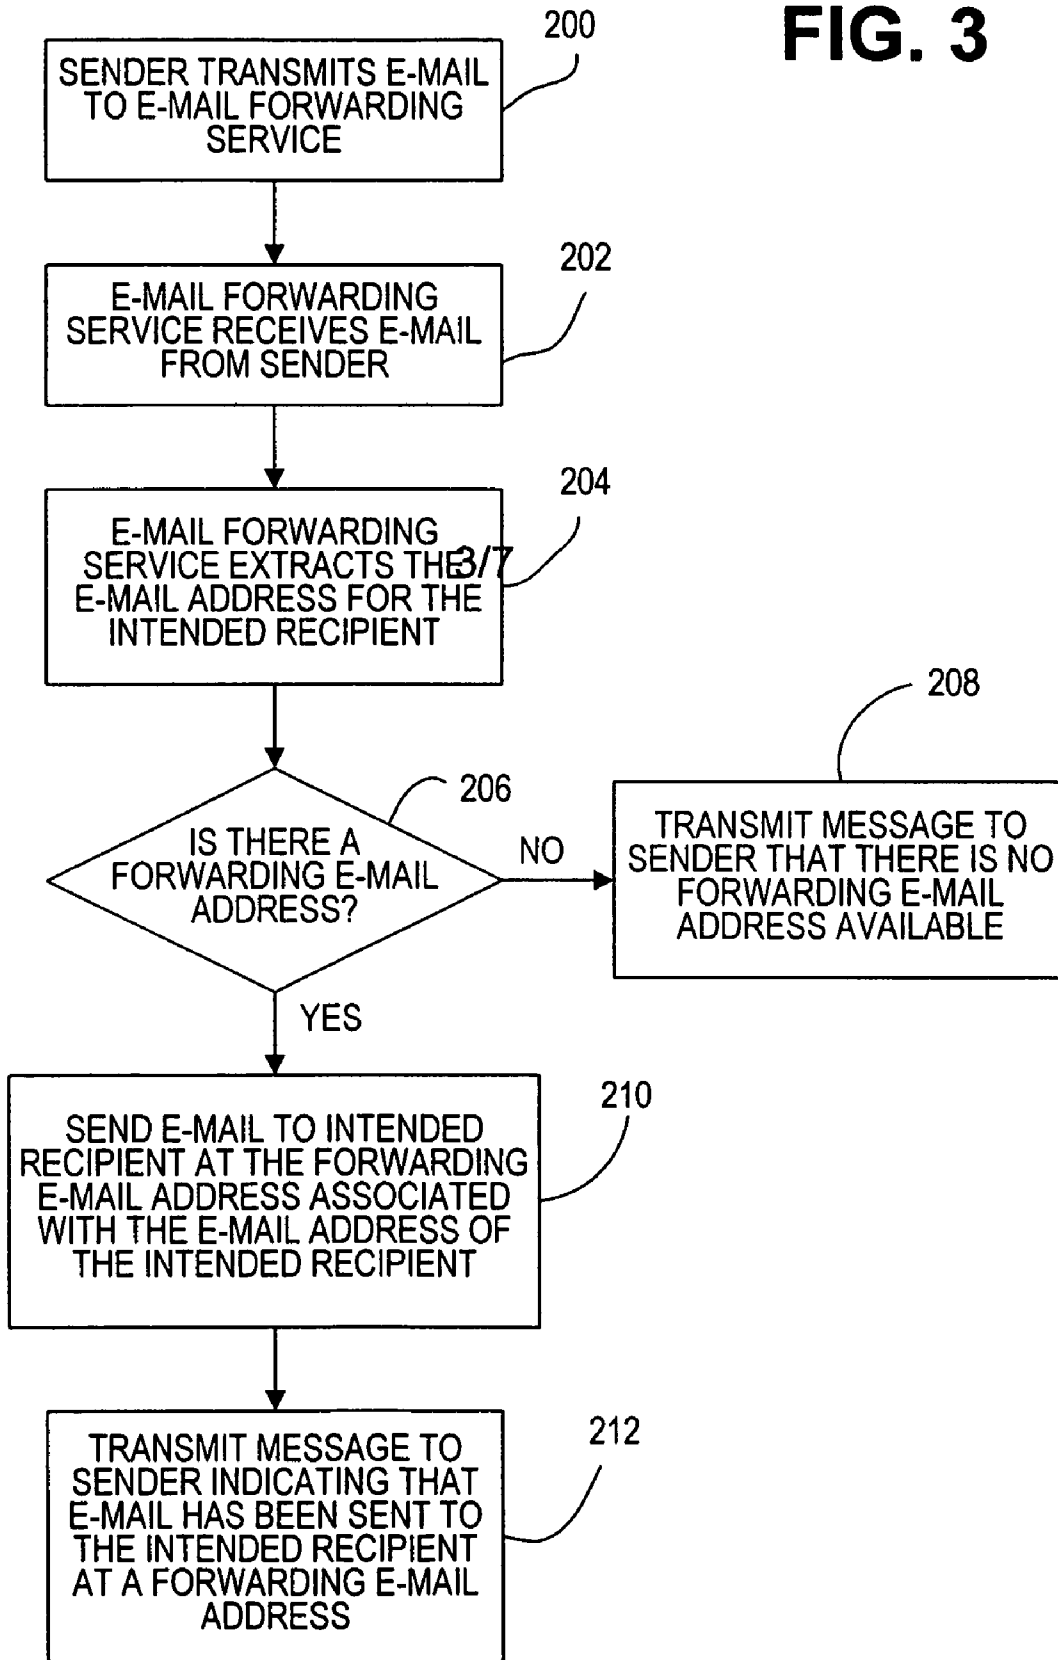 FIG. 3
200
SENDER TRANSMITS E-MAIL
TO E-MAIL FORWARDING
SERVICE
202
E-MAIL FORWARDING
SERVICE RECEIVES E-MAIL
FROM SENDER
204
E-MAIL FORWARDING
SERVICE EXTRACTS THE
3/7
E-MAIL ADDRESS FOR THE
INTENDED RECIPIENT
206
IS THERE A
FORWARDING E-MAIL
ADDRESS?
NO
208
TRANSMIT MESSAGE TO
SENDER THAT THERE IS NO
FORWARDING E-MAIL
ADDRESS AVAILABLE
YES
210
SEND E-MAIL TO INTENDED
RECIPIENT AT THE FORWARDING
E-MAIL ADDRESS ASSOCIATED
WITH THE E-MAIL ADDRESS OF
THE INTENDED RECIPIENT
212
TRANSMIT MESSAGE TO
SENDER INDICATING THAT
E-MAIL HAS BEEN SENT TO
THE INTENDED RECIPIENT
AT A FORWARDING E-MAIL
ADDRESS